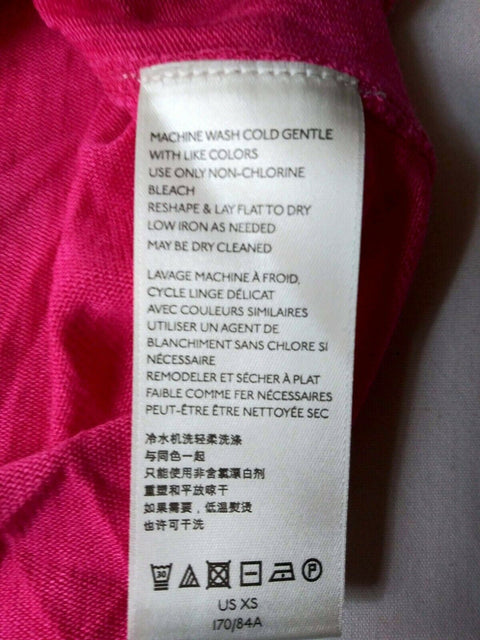 MACHINE WASH COLD GENTLE
WITH LIKE COLORS
USE ONLY NON-CHLORINE
BLEACH
RESHAPE & LAY FLAT TO DRY
LOW IRON AS NEEDED
MAY BE DRY CLEANED
LAVAGE MACHINE À FROID,
CYCLE LINGE DÉLICAT
AVEC COULEURS SIMILAIRES
UTILISER UN AGENT DE
BLANCHIMENT SANS CHLORE SI
NÉCESSAIRE
REMODELER ET SÉCHER À PLAT
FAIBLE COMME FER NÉCESSAIRES
PEUT-ÊTRE ÊTRE NETTOYÉE SEC
冷水机洗轻柔洗涤
与同色一起
只能使用非含氯漂白剂
重塑和平放晾干
如果需要，低温熨烫
也许可干洗
30 P
US XS
170/84A